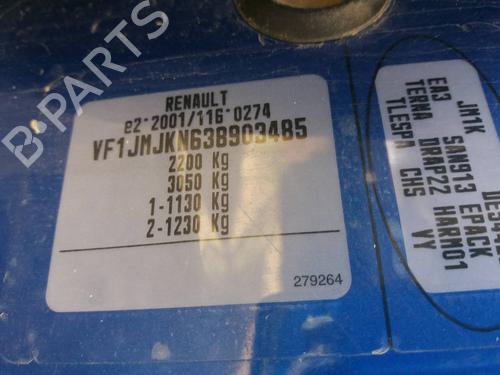 B-PARTS
RENAULT
e2*2001/116*0274
VF1JMJKN638903485
2200 Kg
3050 Kg
1-1130 Kg
2-1230 Kg
279264
JM1K
EA3 SAN913 EPACK
TERNA DRAP22 HARM01
TLESPA CHS VY